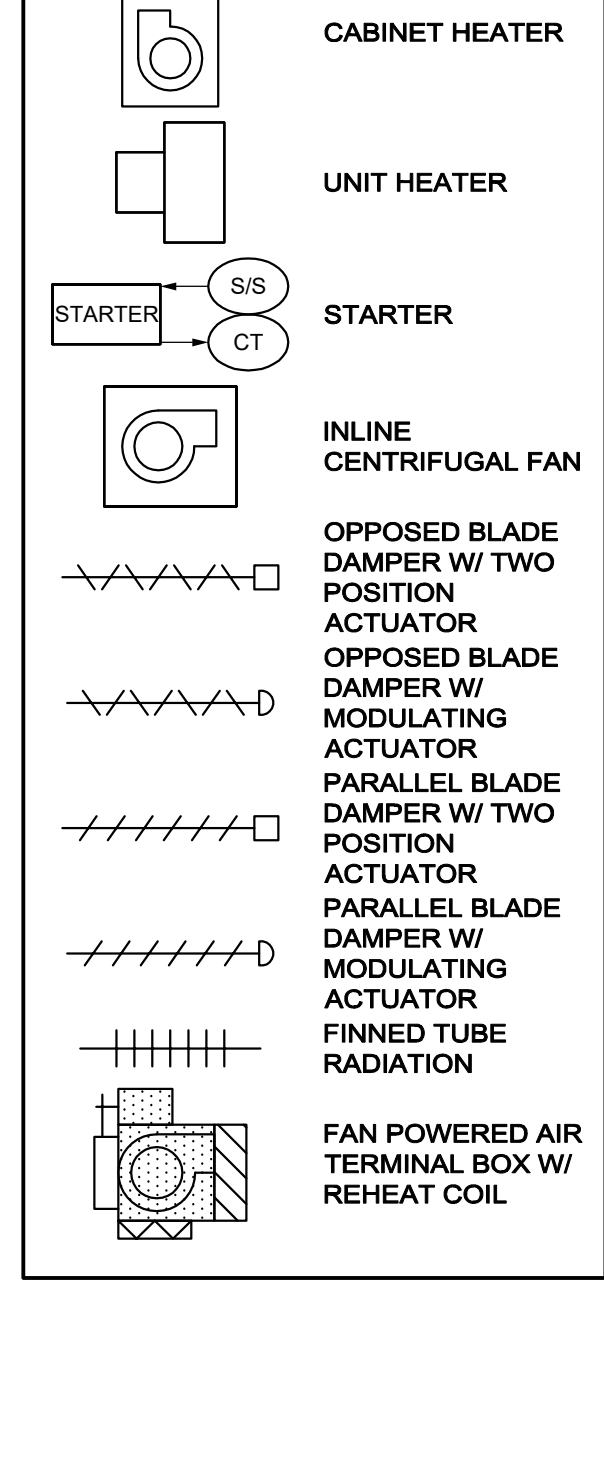 CABINET HEATER
UNIT HEATER
S/S
STARTER
CT
STARTER
INLINE
CENTRIFUGAL FAN
OPPOSED BLADE
DAMPER W/ TWO
POSITION
ACTUATOR
OPPOSED BLADE
DAMPER W/
MODULATING
ACTUATOR
PARALLEL BLADE
DAMPER W/ TWO
POSITION
ACTUATOR
PARALLEL BLADE
DAMPER W/
MODULATING
ACTUATOR
FINNED TUBE
RADIATION
FAN POWERED AIR
TERMINAL BOX W/
REHEAT COIL